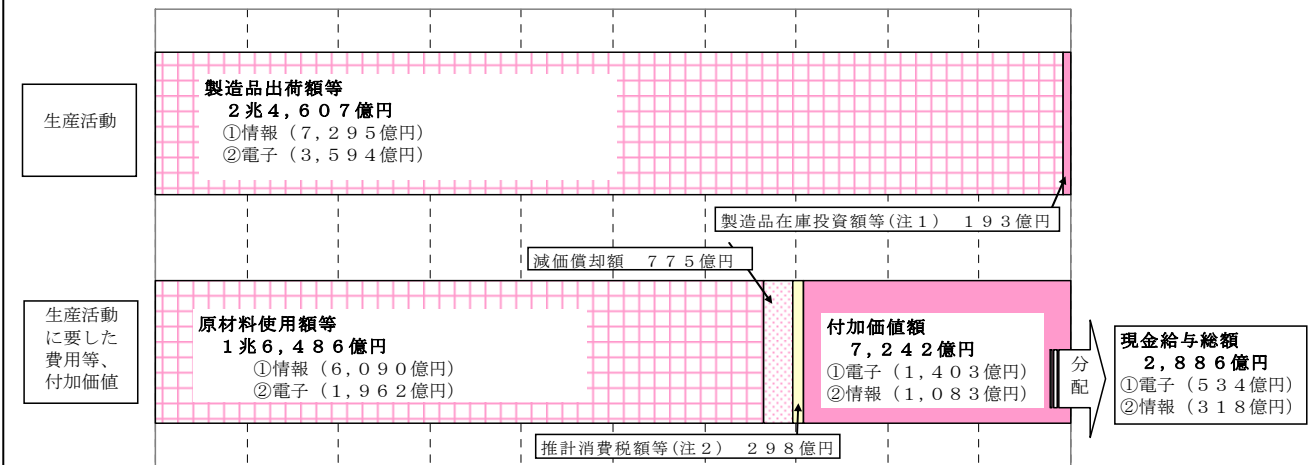 生産活動
製造品出荷額等
２兆４，６０７億円
①情報（７，２９５億円）
②電子（３，５９４億円）
製造品在庫投資額等(注１)　１９３億円
減価償却額　７７５億円
生産活動
に要した
費用等、
付加価値
原材料使用額等
１兆６，４８６億円
①情報（６，０９０億円）
②電子（１，９６２億円）
付加価値額
７，２４２億円
①電子（１，４０３億円）
②情報（１，０８３億円）
分
配
現金給与総額
２，８８６億円
①電子（５３４億円）
②情報（３１８億円）
推計消費税額等(注２)　２９８億円